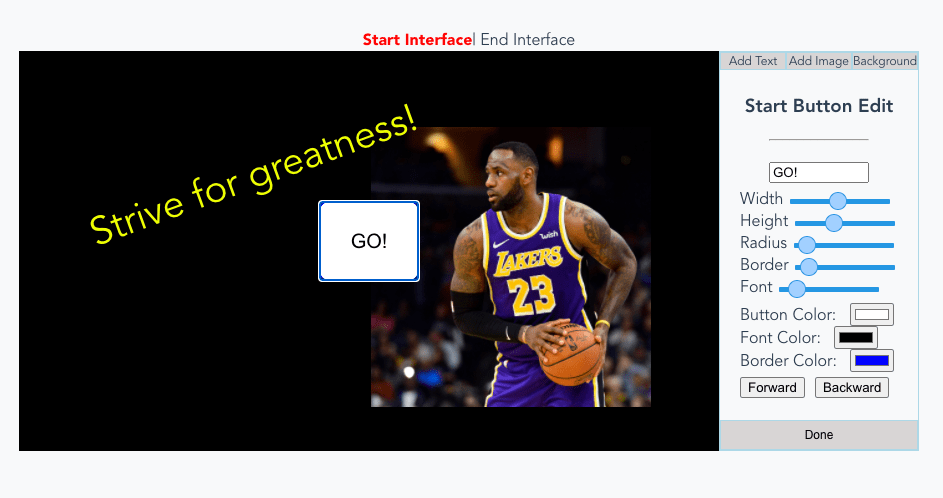 Start Interface| End Interface
Add Text Add Image Background
Strive for greatness!
GO!
wish
LAKERS
23
Start Button Edit
GO!
Width
Height
Radius
Border
Font
Button Color:
Font Color:
Border Color:
Forward Backward
Done